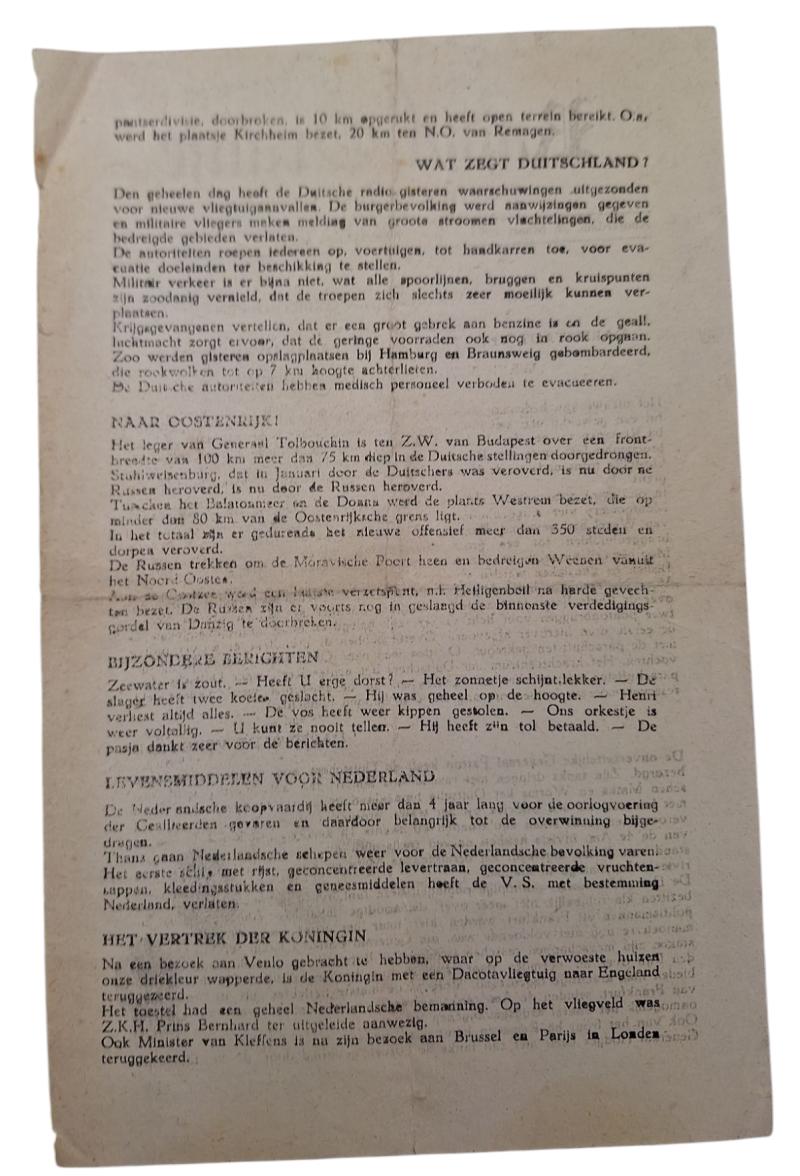 pantserdivisie, doorbroken, is 10 km opgerukt en heeft open terrein bereikt. O.a.
werd het plaatsje Kirchheim bezet, 20 km ten N.O. van Remagen.
WAT ZEGT DUITSCHLAND?
Den geheelen dag heeft de Duitsche radio gisteren waarschuwingen uitgezonden
voor nieuwe vliegtuigaanvallen. De burgerbevolking werd aanwijzingen gegeven
en militaire vliegers maken melding van groote stroomen vluchtelingen, die de
bedreigde gebieden verlaten.
De autoriteiten roepen iedereen op, voertuigen, tot handkarren toe, voor eva-
cuatie doeleinden ter beschikking te stellen.
Militair verkeer is er bijna niet, wat alle spoorlijnen, bruggen en kruispunten
zijn zoodanig vernield, dat de troepen zich slechts zeer moeilijk kunnen ver-
plaatsen.
Krijgsgevangenen vertellen, dat er een groot gebrek aan benzine is en de geall.
luchtmacht zorgt ervoor, dat de geringe voorraden ook nog in rook opgaan.
Zoo werden gisteren opslagplaatsen bij Hamburg en Braunsweig gebombardeerd,
die rookwolken tot op 7 km hoogte achterlieten.
De Duitsche autoriteiten hebben medisch personeel verboden te evacueeren.
NAAR OOSTENRIJK!
Het leger van Generaal Tolbouchin is ten Z.W. van Budapest over een front-
breedte van 100 km meer dan 75 km diep in de Duitsche stellingen doorgedrongen.
Stuhlweisenburg, dat in Januari door de Duitschers was veroverd, is nu door ne
Russen heroverd, is nu door de Russen heroverd.
Tusschen het Balatonmeer en de Donau werd de plaats Westrem bezet, die op
minder dan 80 km van de Oostenrijksche grens ligt.
In het totaal zijn er gedurende het nieuwe offensief meer dan 350 steden en
dorpen veroverd.
De Russen trekken om de Moravische Poort heen en bedreigen Weenen vanuit
het Noord Oosten.
Aan de Oostzee werd een laatste verzetspunt, n.l. Heiligenbeil na harde gevech-
ten bezet. De Russen zijn er voorts nog in geslaagd de binnenste verdedigings-
gordel van Danzig te doorbreken.
BIJZONDERE BERICHTEN
Zeewater is zout. — Heeft U erge dorst? — Het zonnetje schijnt lekker. — De
slager heeft twee koeien geslacht. — Hij was geheel op de hoogte. — Henri
verliest altijd alles. — De vos heeft weer kippen gestolen. — Ons orkestje is
weer voltallig. — U kunt ze nooit tellen. — Hij heeft zijn tol betaald. — De
pasja dankt zeer voor de berichten.
LEVENSMIDDELEN VOOR NEDERLAND
De Nederlandsche koopvaardij heeft meer dan 4 jaar lang voor de oorlogvoering
der Geallieerden gevaren en daardoor belangrijk tot de overwinning bijge-
dragen.
Thans gaan Nederlandsche schepen weer voor de Nederlandsche bevolking varen.
Het eerste schip met rijst, geconcentreerde levertraan, geconcentreerde vruchten-
sappen, kleedingsstukken en geneesmiddelen heeft de V.S. met bestemming
Nederland, verlaten.
HET VERTREK DER KONINGIN
Na een bezoek aan Venlo gebracht te hebben, waar op de verwoeste huizen
onze driekleur wapperde, is de Koningin met een Dacotavliegtuig naar Engeland
teruggekeerd.
Het toestel had een geheel Nederlandsche bemanning. Op het vliegveld was
Z.K.H. Prins Bernhard ter uitgeleide aanwezig.
Ook Minister van Kleffens is na zijn bezoek aan Brussel en Parijs in Londen
teruggekeerd.